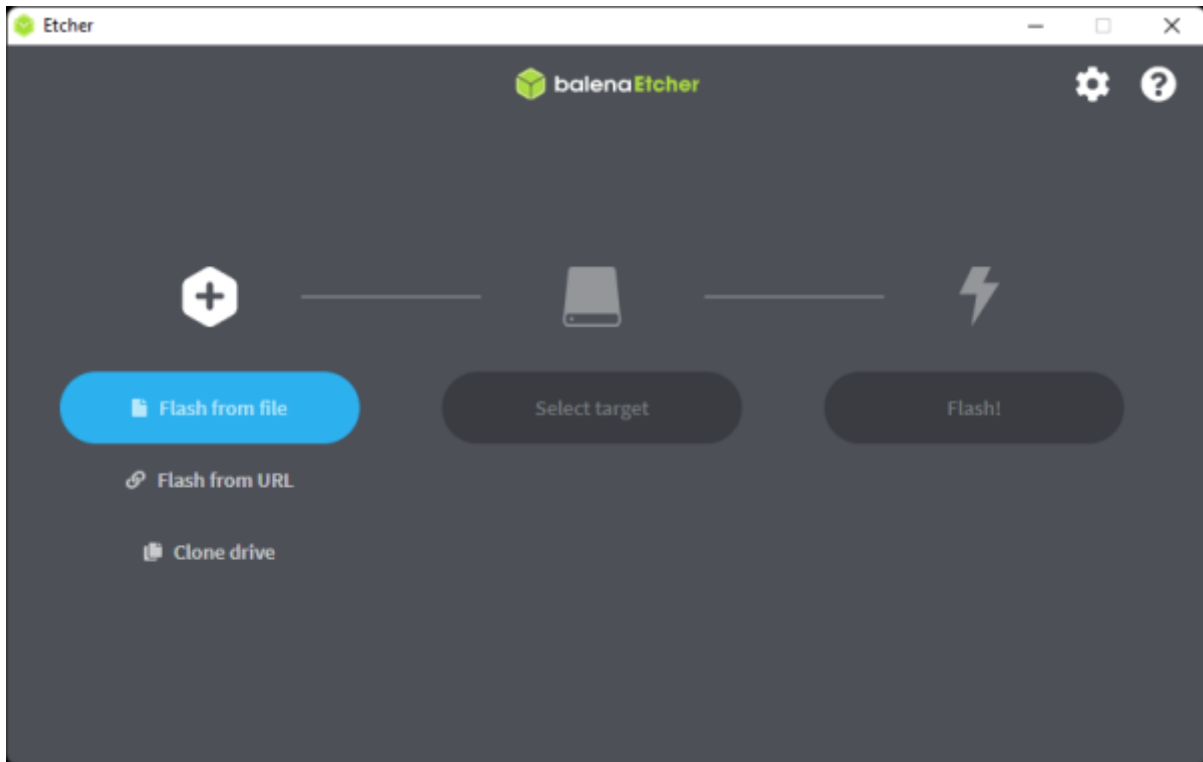 Etcher
balenaEtcher
Flash from file
Select target
Flash!
Flash from URL
Clone drive